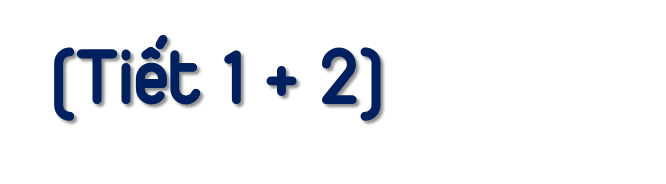 (Tiết 1 + 2)